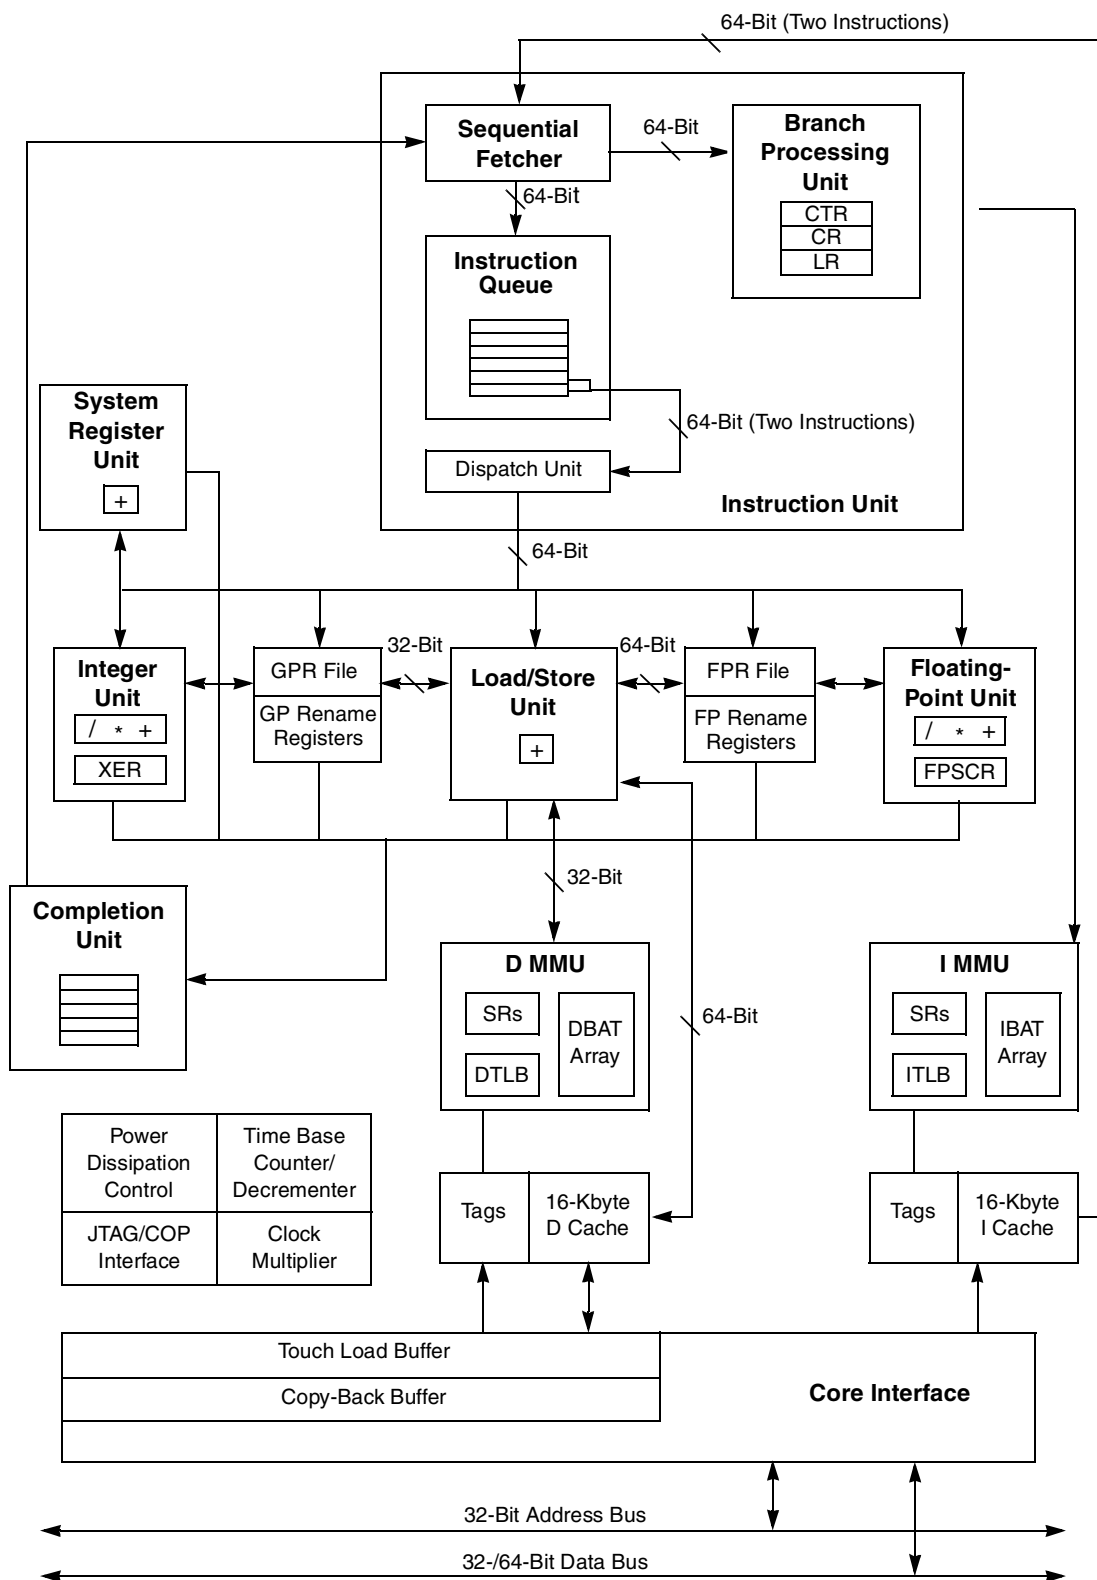 64-Bit (Two Instructions)
Sequential
Fetcher
64-Bit
Branch
Processing
Unit
CTR
CR
LR
64-Bit
Instruction
Queue
64-Bit (Two Instructions)
Dispatch Unit
Instruction Unit
System
Register
Unit
+
64-Bit
Integer
Unit
/ * +
XER
GPR File
GP Rename
Registers
32-Bit
Load/Store
Unit
+
64-Bit
FPR File
FP Rename
Registers
Floating-
Point Unit
/ * +
FPSCR
32-Bit
Completion
Unit
D MMU
SRs
DTLB
DBAT
Array
64-Bit
I MMU
SRs
ITLB
IBAT
Array
Power
Dissipation
Control
Time Base
Counter/
Decrementer
JTAG/COP
Interface
Clock
Multiplier
Tags
16-Kbyte
D Cache
Tags
16-Kbyte
I Cache
Touch Load Buffer
Copy-Back Buffer
Core Interface
32-Bit Address Bus
32-/64-Bit Data Bus